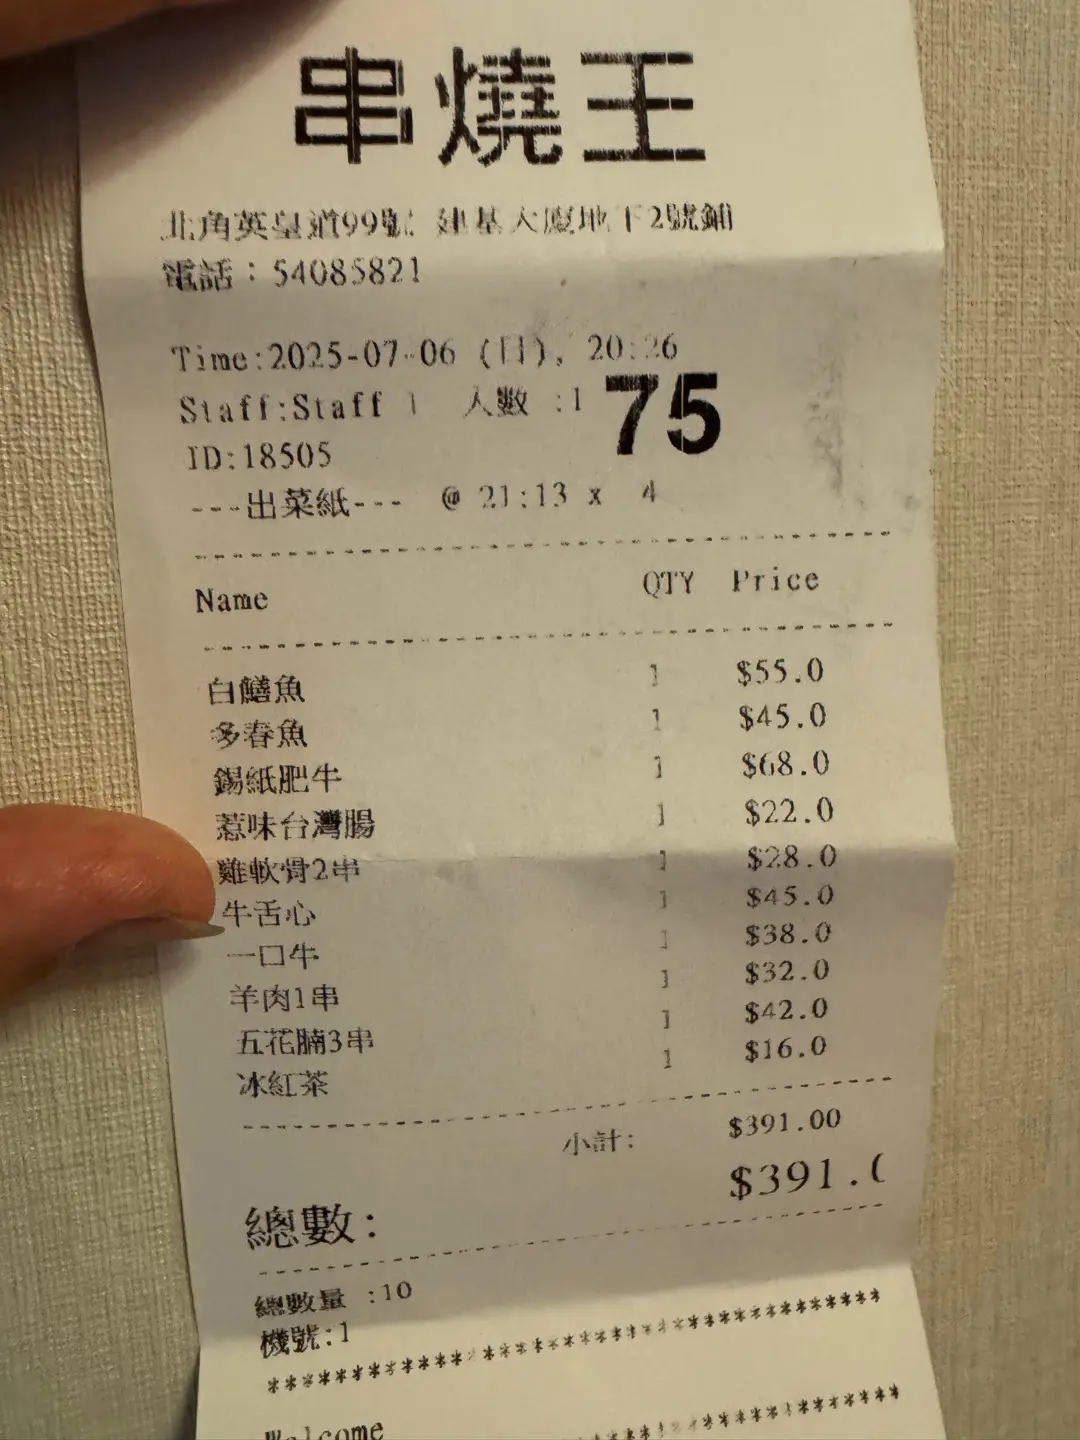 串燒王
北角英皇道99號 建基大廈地下2號鋪
電話：54085821
Time:2025-07-06 (日), 20:26
Staff:Staff 1 人數 :1 75
ID:18505
---出菜紙--- @ 21:13 x 4
Name QTY Price
白鱔魚 1 $55.0
多春魚 1 $45.0
錫紙肥牛 1 $68.0
惹味台灣腸 1 $22.0
雞軟骨2串 1 $28.0
牛舌心 1 $45.0
一口牛 1 $38.0
羊肉1串 1 $32.0
五花腩3串 1 $42.0
冰紅茶 1 $16.0
小計: $391.00
總數: $391.0
總數量 :10
機號:1
************************************
Welcome